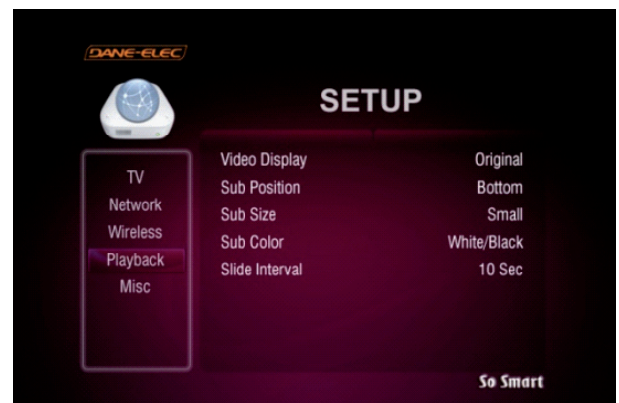 DANE-ELEC
SETUP
TV
Network
Wireless
Playback
Misc
Video Display Original
Sub Position Bottom
Sub Size Small
Sub Color White/Black
Slide Interval 10 Sec
So Smart